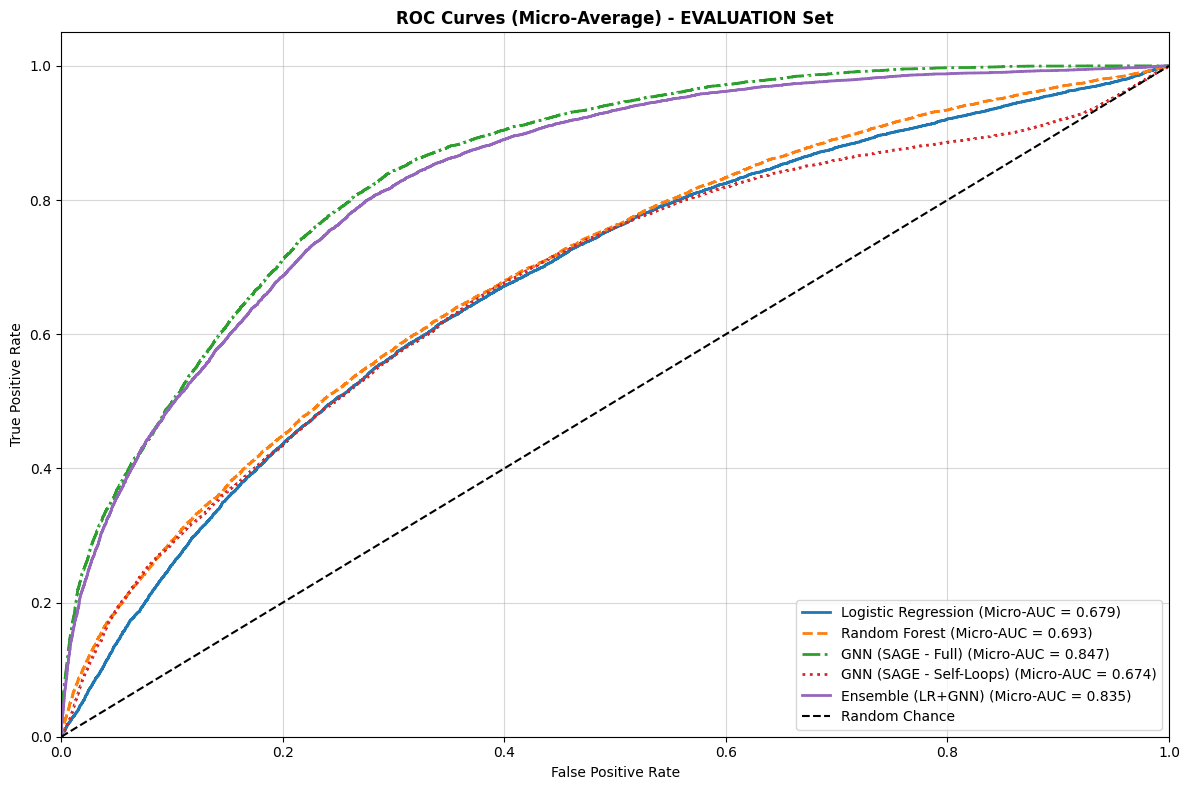 ROC Curves (Micro-Average) - EVALUATION Set
True Positive Rate
1.0
0.8
0.6
0.4
0.2
0.0
0.0 0.2 0.4 0.6 0.8 1.0
False Positive Rate
Logistic Regression (Micro-AUC = 0.679)
Random Forest (Micro-AUC = 0.693)
GNN (SAGE - Full) (Micro-AUC = 0.847)
GNN (SAGE - Self-Loops) (Micro-AUC = 0.674)
Ensemble (LR+GNN) (Micro-AUC = 0.835)
Random Chance